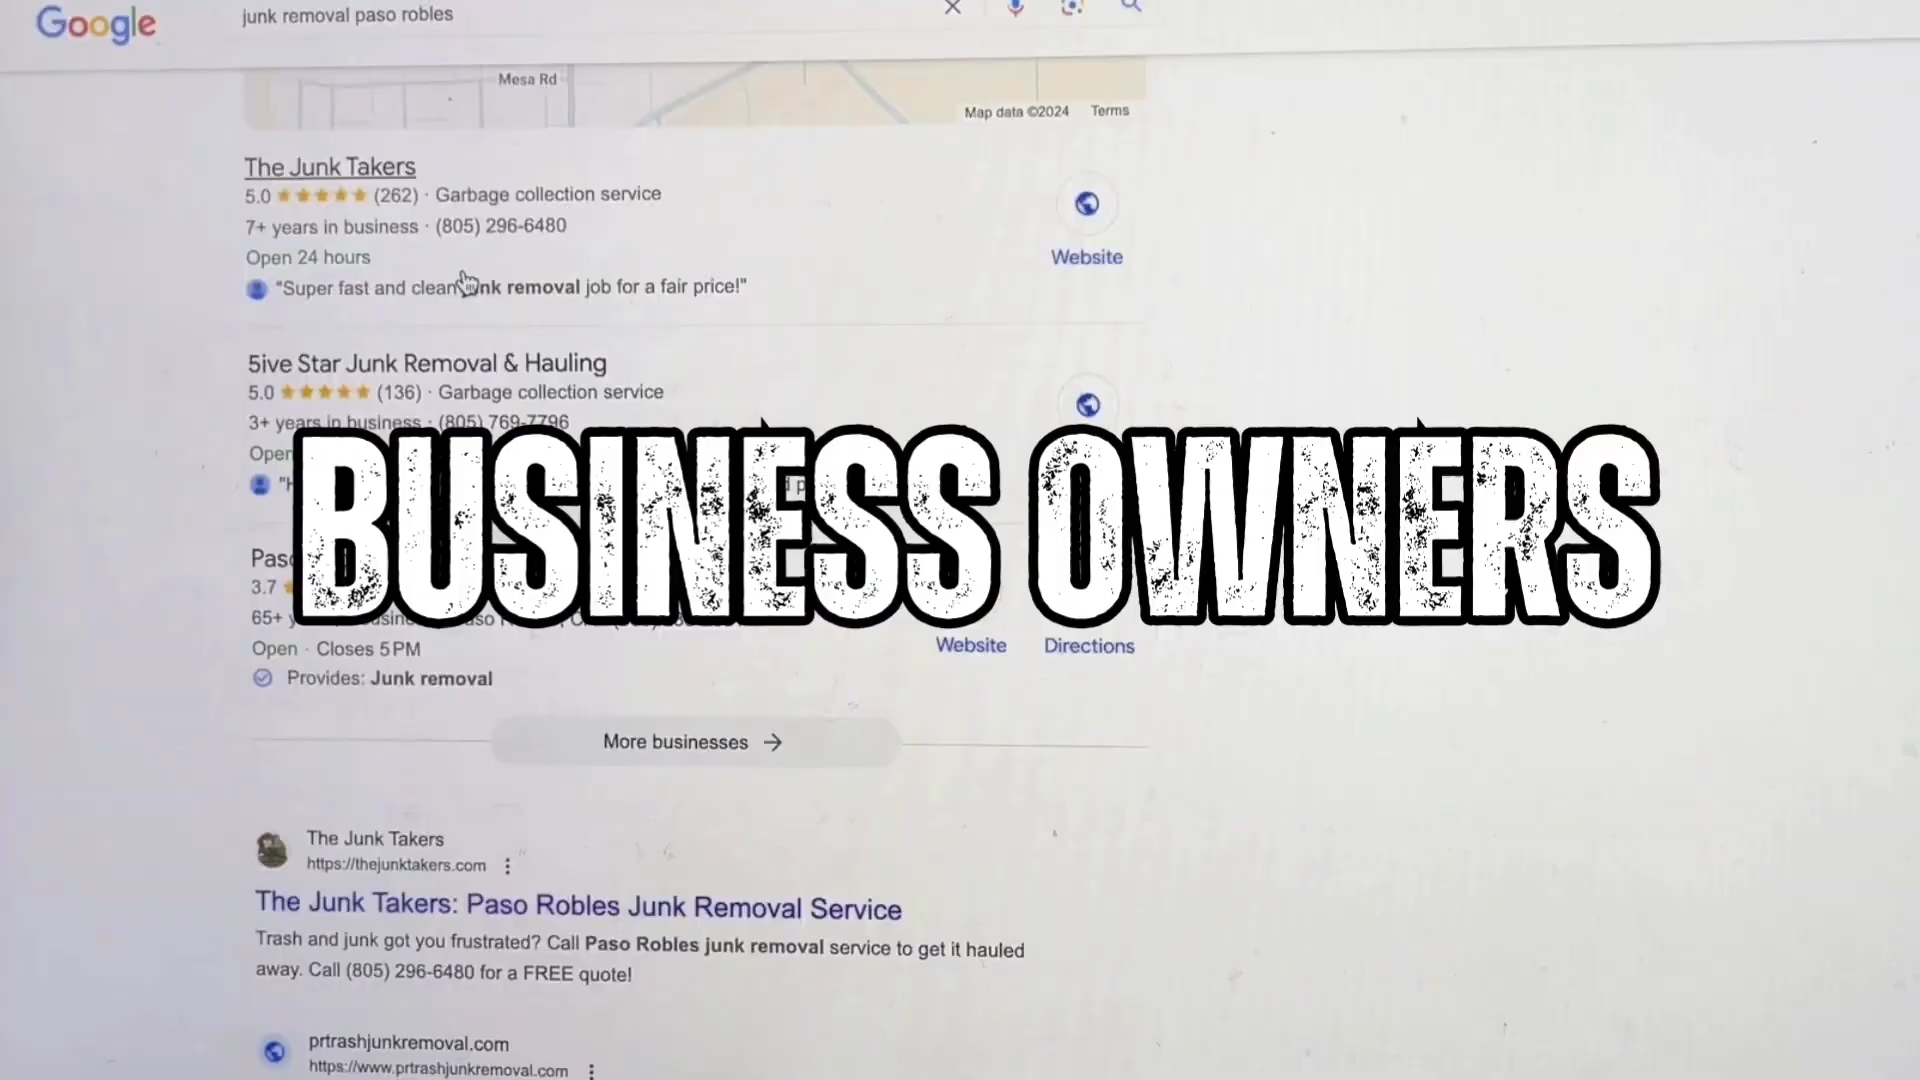 Google
junk removal paso robles
Mesa Rd
Map data ©2024 Terms
The Junk Takers
5.0 (262) · Garbage collection service
7+ years in business · (805) 296-6480
Open 24 hours
Website
"Super fast and clean removal job for a fair price!"
5ive Star Junk Removal & Hauling
5.0 (136) · Garbage collection service
3+ years in business · (805) 769-7796
BUSINESS OWNERS
3.7
65+
Website Directions
Open · Closes 5 PM
Provides: Junk removal
More businesses →
The Junk Takers
https://thejunktakers.com
The Junk Takers: Paso Robles Junk Removal Service
Trash and junk got you frustrated? Call Paso Robles junk removal service to get it hauled
away. Call (805) 296-6480 for a FREE quote!
prtrashjunkremoval.com
https://www.prtrashjunkremoval.com